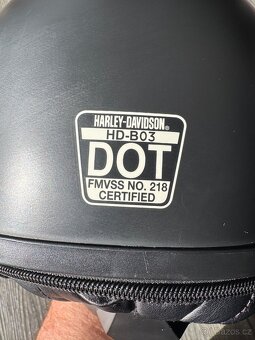 HARLEY-DAVIDSON®
HD-B03
DOT
FMVSS NO. 218
CERTIFIED